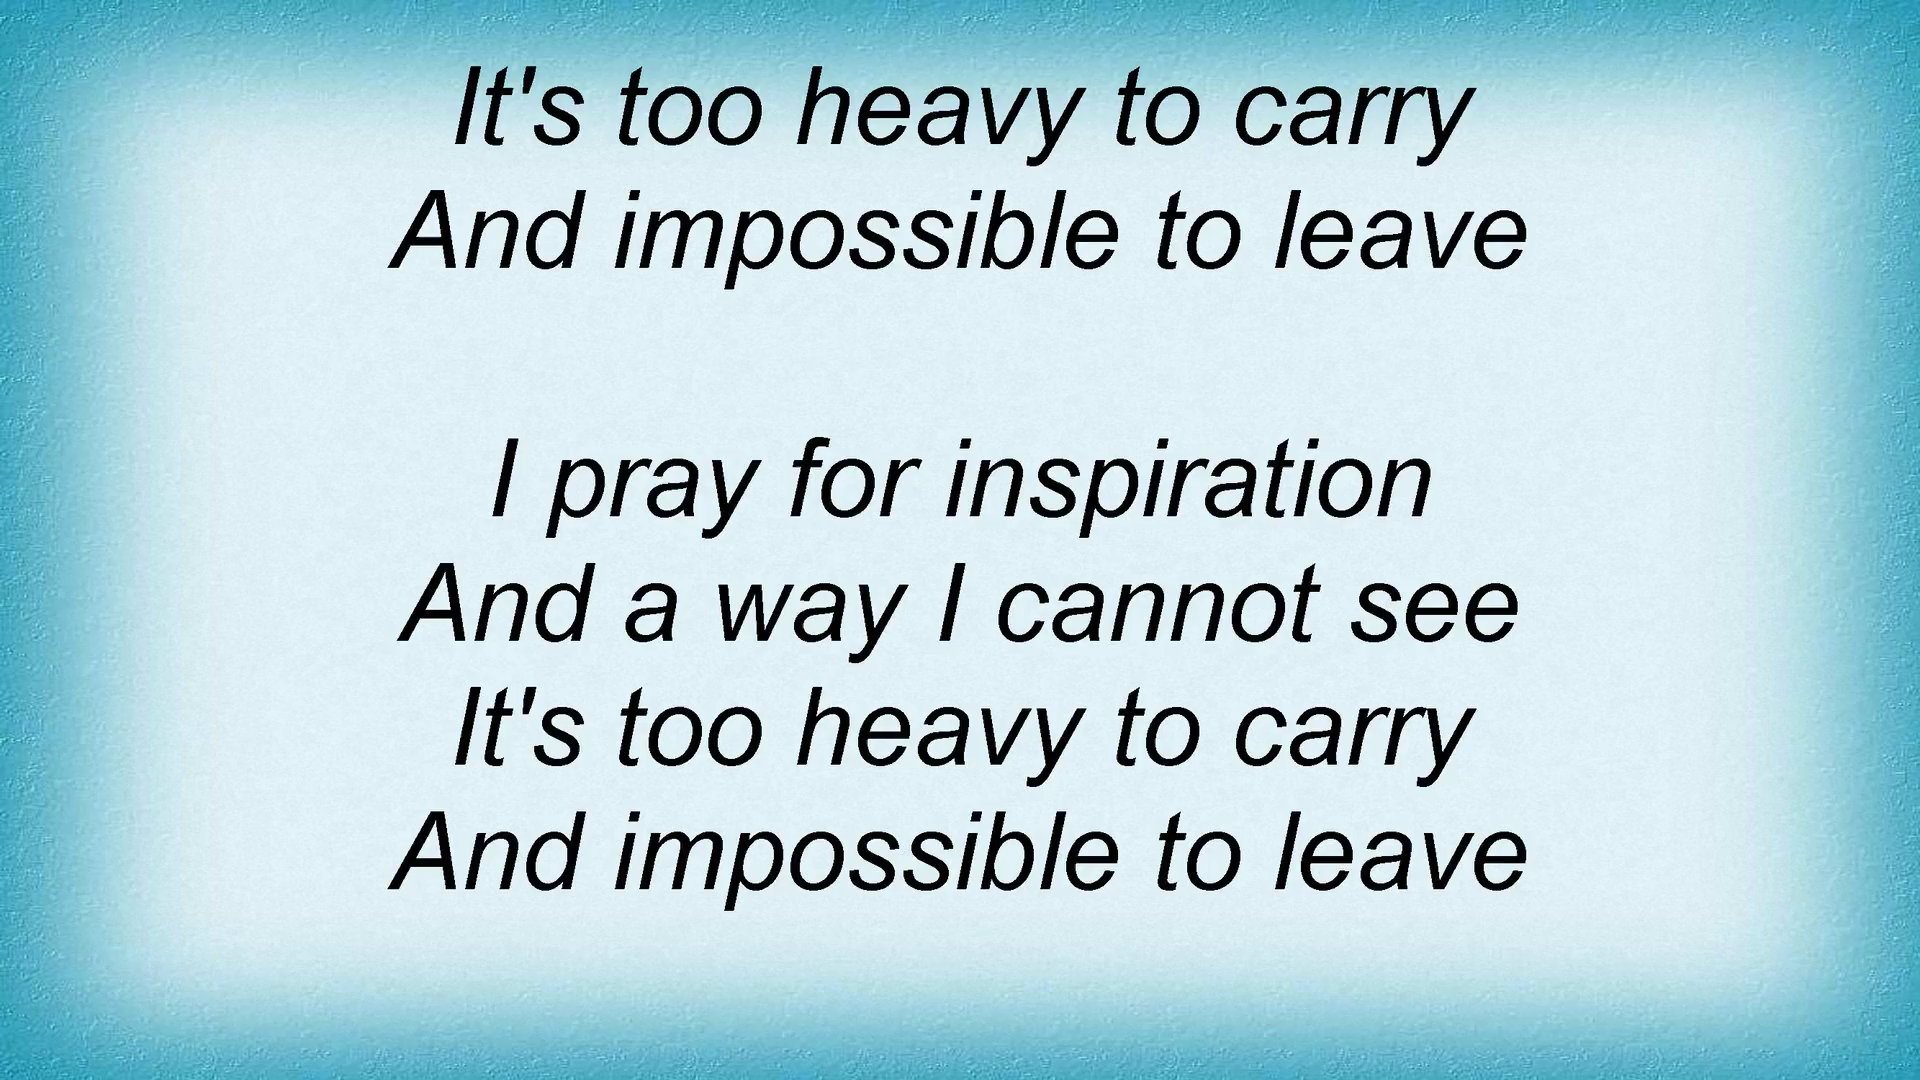 It's too heavy to carry
And impossible to leave
I pray for inspiration
And a way I cannot see
It's too heavy to carry
And impossible to leave